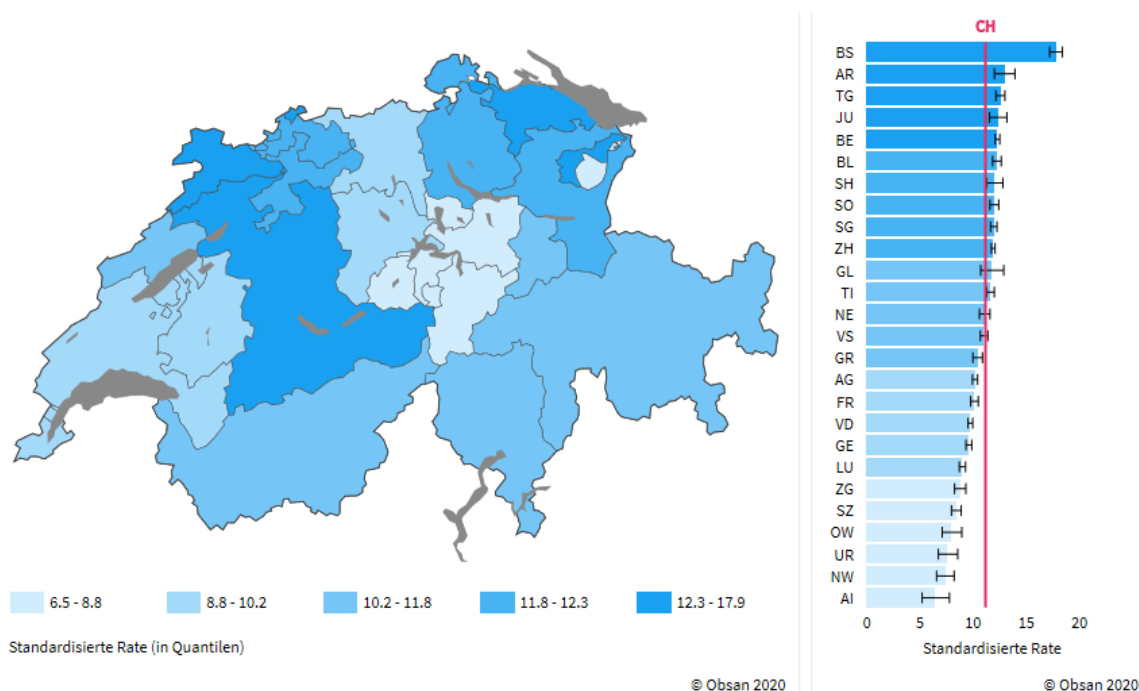 6.5 - 8.8
8.8 - 10.2
10.2 - 11.8
11.8 - 12.3
12.3 - 17.9
Standardisierte Rate (in Quantilen)
© Obsan 2020
CH
BS
AR
TG
JU
BE
BL
SH
SO
SG
ZH
GL
TI
NE
VS
GR
AG
FR
VD
GE
LU
ZG
SZ
OW
UR
NW
AI
0 5 10 15 20
Standardisierte Rate
© Obsan 2020